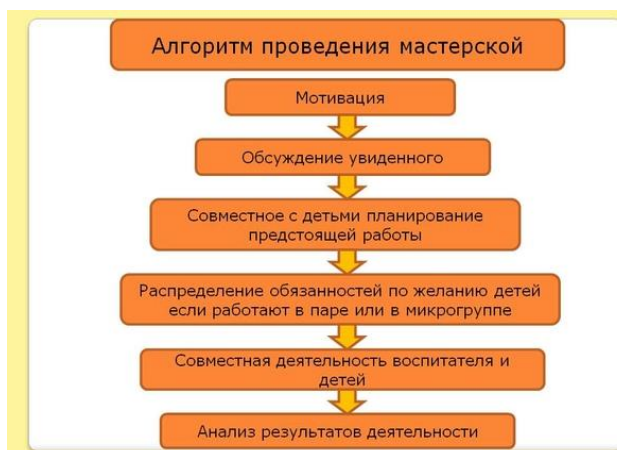 Алгоритм проведения мастерской
Мотивация
Обсуждение увиденного
Совместное с детьми планирование
предстоящей работы
Распределение обязанностей по желанию детей
если работают в паре или в микрогруппе
Совместная деятельность воспитателя и
детей
Анализ результатов деятельности